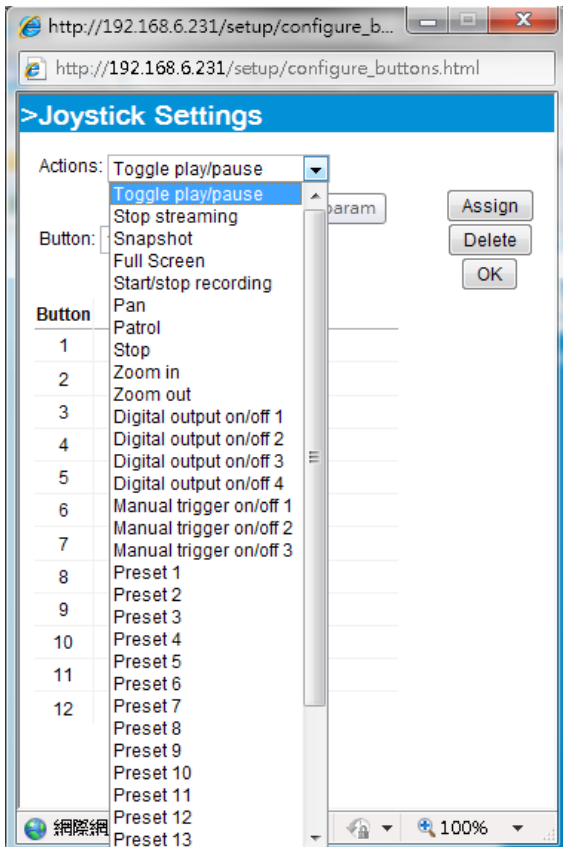 http://192.168.6.231/setup/configure_b...
http://192.168.6.231/setup/configure_buttons.html
>Joystick Settings
Actions: Toggle play/pause
Toggle play/pause
param
Assign
Stop streaming
Button:
Snapshot
Delete
Full Screen
OK
Start/stop recording
Button
Pan
Patrol
1
Stop
2
Zoom in
Zoom out
3
Digital output on/off 1
4
Digital output on/off 2
Digital output on/off 3
5
Digital output on/off 4
6
Manual trigger on/off 1
Manual trigger on/off 2
7
Manual trigger on/off 3
8
Preset 1
Preset 2
9
Preset 3
10
Preset 4
Preset 5
11
Preset 6
12
Preset 7
Preset 8
Preset 9
Preset 10
Preset 11
網際網
Preset 12
100%
Preset 13